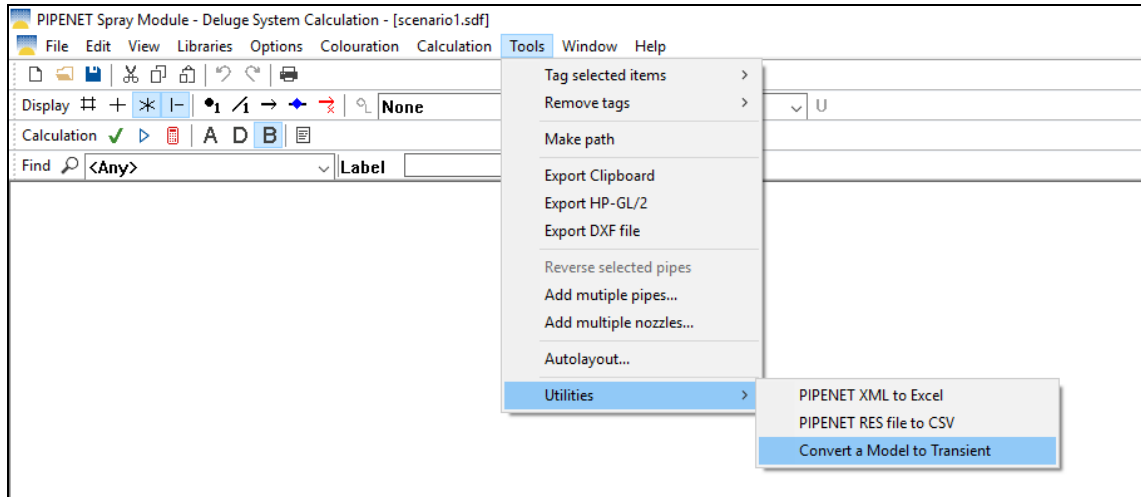 PIPENET Spray Module - Deluge System Calculation - [scenario1.sdf]
File Edit View Libraries Options Colouration Calculation Tools Window Help
Display 1 1 None U
Calculation A D B
Find <Any> Label
Tag selected items
Remove tags
Make path
Export Clipboard
Export HP-GL/2
Export DXF file
Reverse selected pipes
Add mutiple pipes...
Add multiple nozzles...
Autolayout...
Utilities
PIPENET XML to Excel
PIPENET RES file to CSV
Convert a Model to Transient